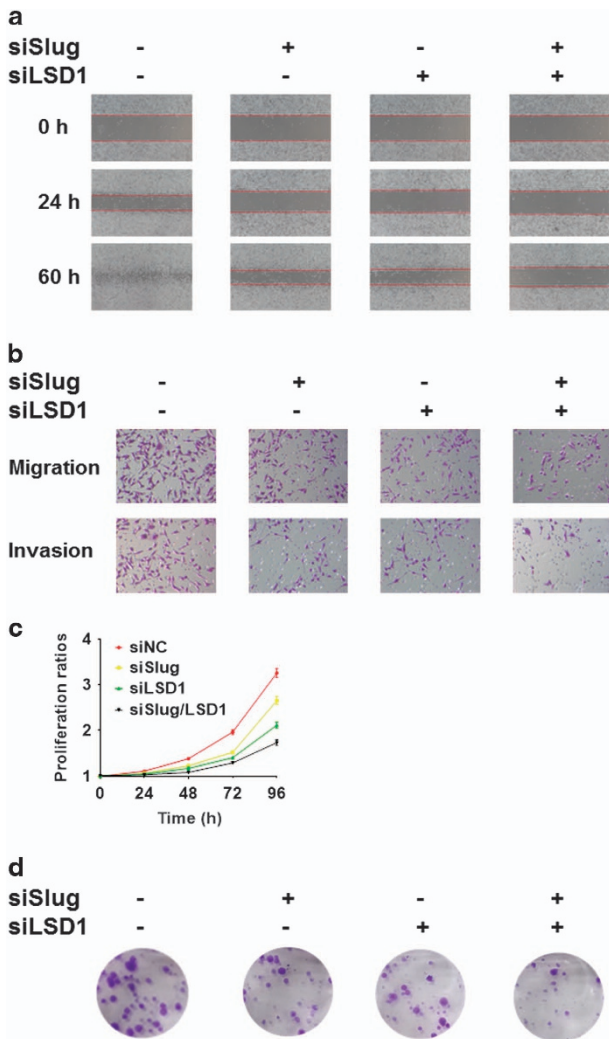 a
siSlug - + - +
siLSD1 - - + +
0 h
24 h
60 h
b
siSlug - + - +
siLSD1 - - + +
Migration
Invasion
c
Proliferation ratios
4
3
2
1
siNC
siSlug
siLSD1
siSlug/LSD1
0 24 48 72 96
Time (h)
d
siSlug - + - +
siLSD1 - - + +